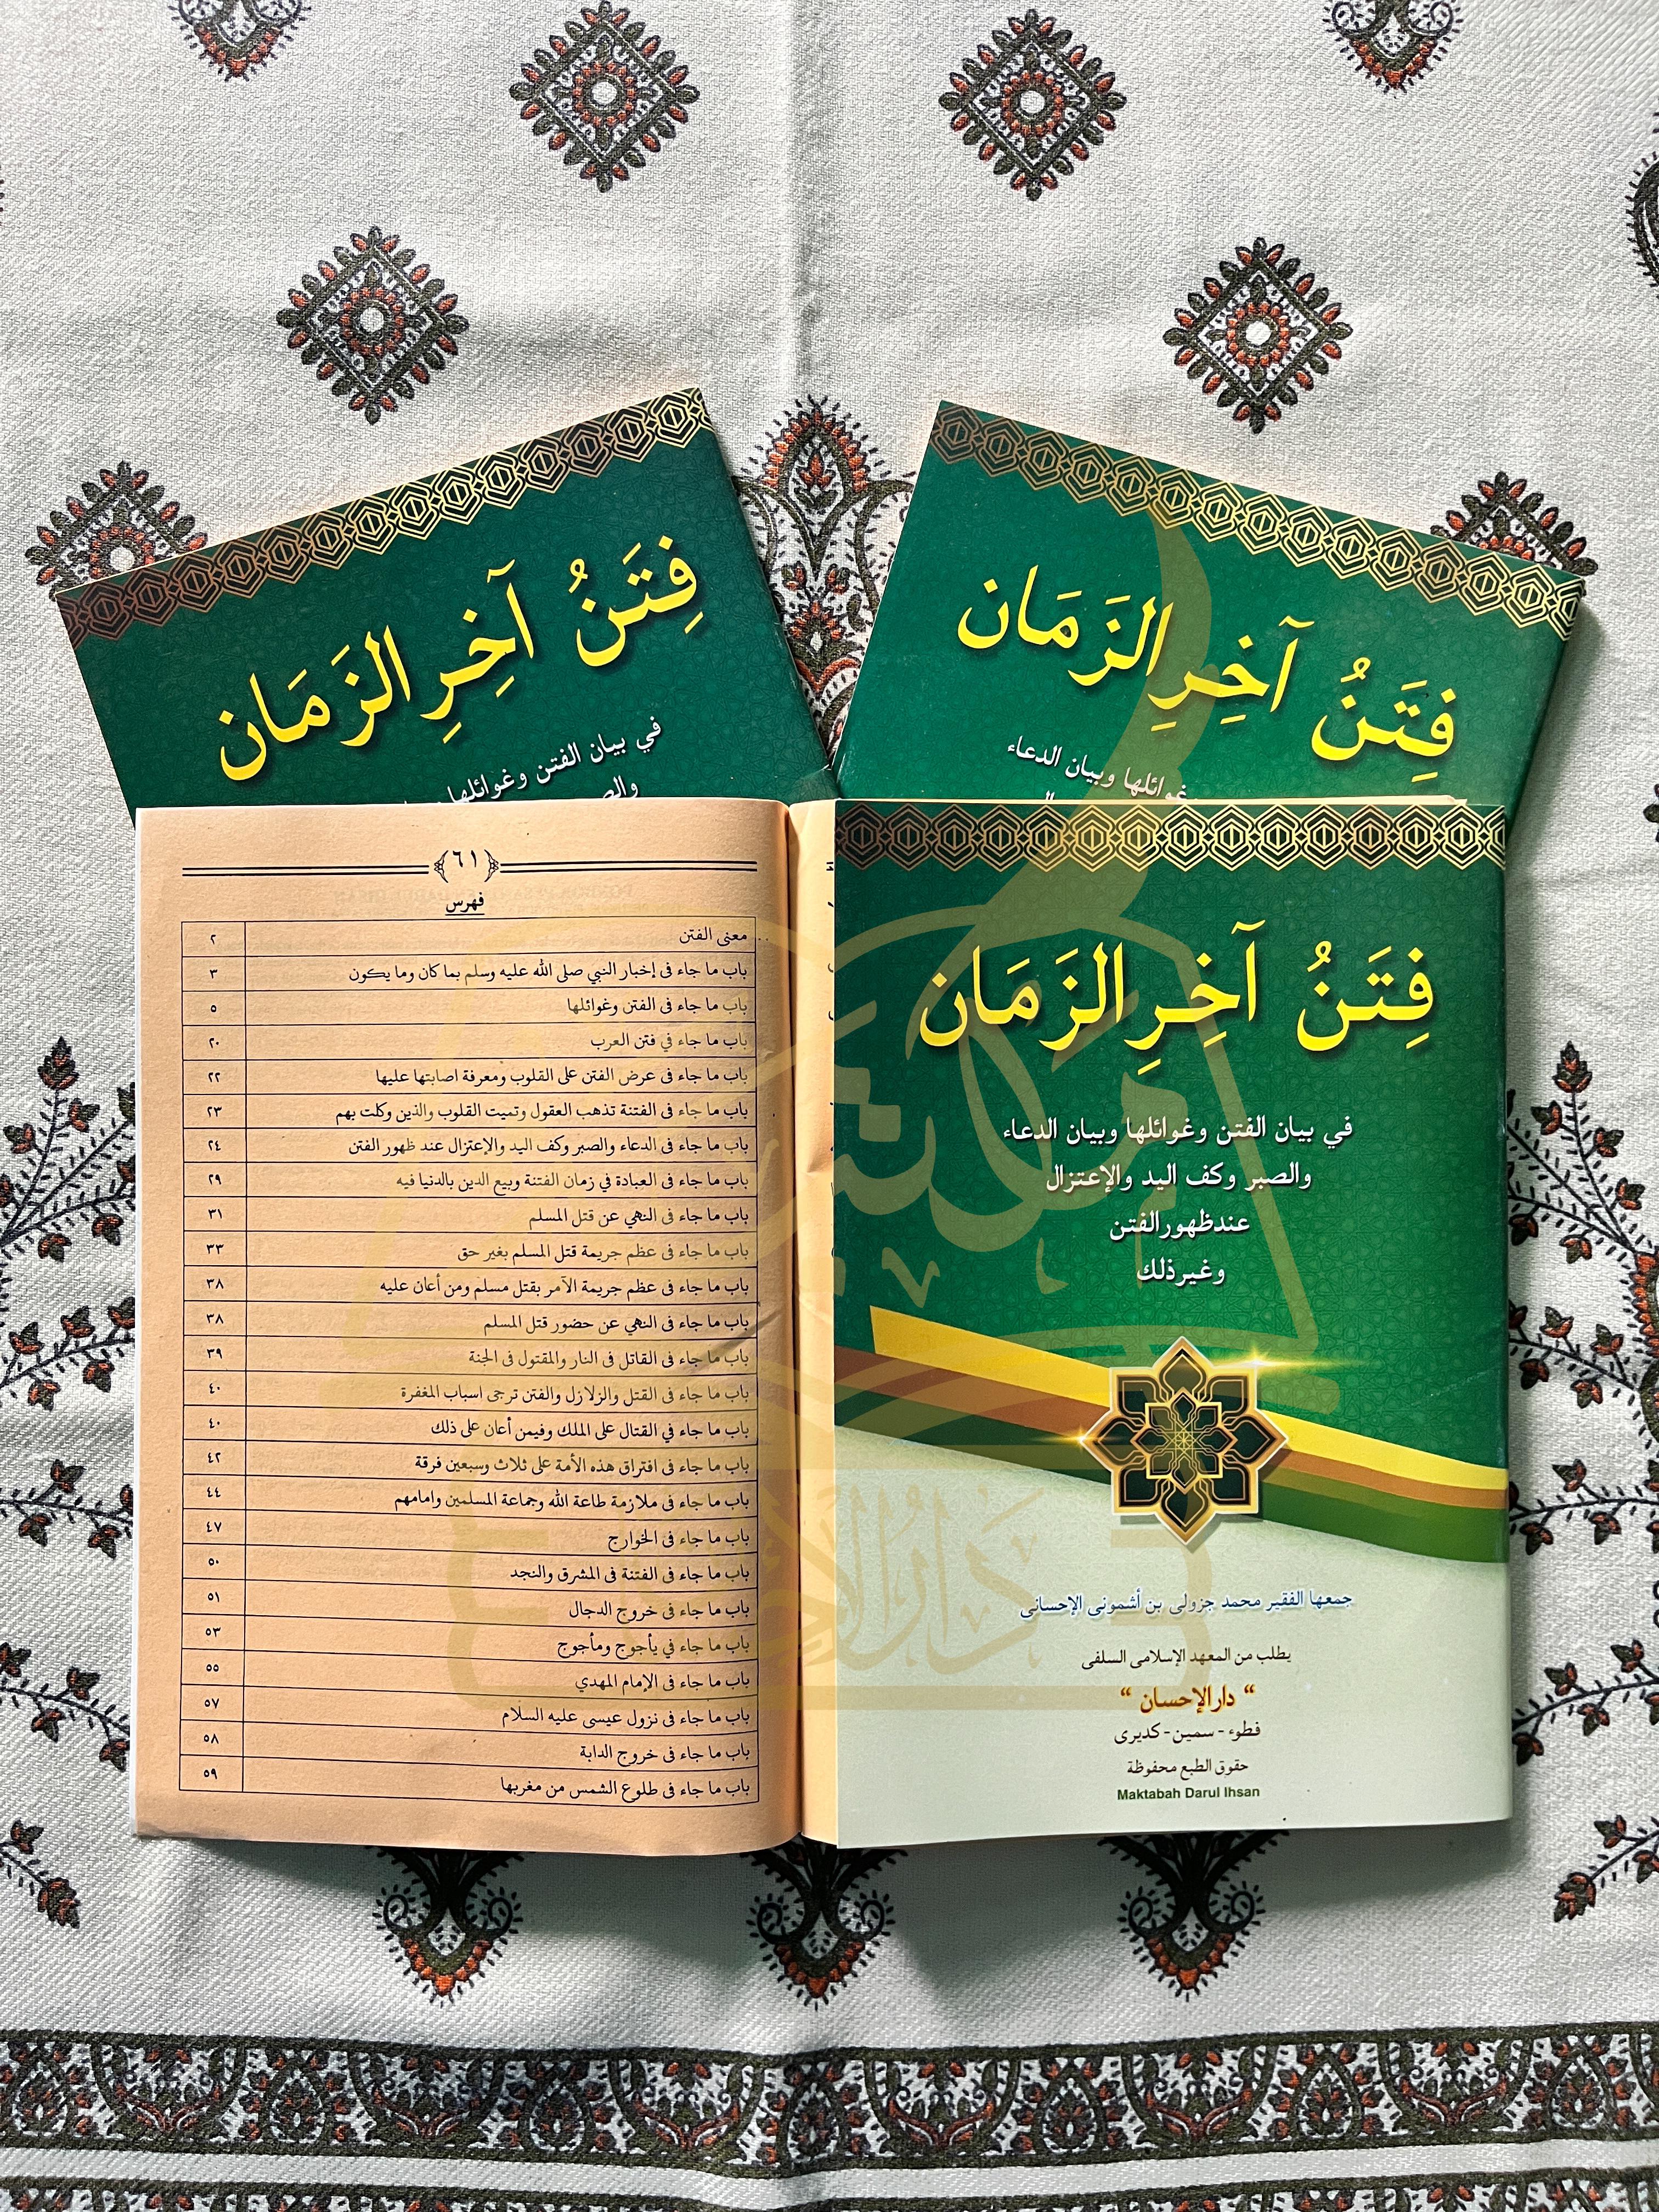 فِتَنُ آخِرِ الزَمَان
في بيان الفتن وغوائلها
والصبر
فِتَنُ آخِرِ الزَمَان
غوائلها وبيان الدعاء
٦١
فهرس
معنى الفتن ٢
باب ما جاء فى إخبار النبي صلى الله عليه وسلم بما كان وما يكون ٣
باب ما جاء فى الفتن وغوائلها ٥
باب ما جاء في فتن العرب ٢٠
باب ما جاء فى عرض الفتن على القلوب ومعرفة اصابتها عليها ٢٢
باب ما جاء فى الفتنة تذهب العقول وتميت القلوب والذين وكلت بهم ٢٣
باب ما جاء فى الدعاء والصبر وكف اليد والإعتزال عند ظهور الفتن ٢٤
باب ما جاء فى العبادة في زمان الفتنة وبيع الدين بالدنيا فيه ٢٩
باب ما جاء فى النهي عن قتل المسلم ٣١
باب ما جاء فى عظم جريمة قتل المسلم بغير حق ٣٣
باب ما جاء فى عظم جريمة الآمر بقتل مسلم ومن أعان عليه ٣٨
باب ما جاء فى النهي عن حضور قتل المسلم ٣٨
باب ما جاء فى القاتل فى النار والمقتول فى الجنة ٣٩
باب ما جاء فى القتل والزلازل والفتن ترجى اسباب المغفرة ٤٠
باب ما جاء في القتال على الملك وفيمن أعان على ذلك ٤٠
باب ما جاء فى افتراق هذه الأمة على ثلاث وسبعين فرقة ٤٢
باب ما جاء فى ملازمة طاعة الله وجماعة المسلمين وامامهم ٤٤
باب ما جاء فى الخوارج ٤٧
باب ما جاء فى الفتنة فى المشرق والنجد ٥٠
باب ما جاء فى خروج الدجال ٥١
باب ما جاء في يأجوج ومأجوج ٥٣
باب ما جاء فى الإمام المهدي ٥٥
باب ما جاء فى نزول عيسى عليه السلام ٥٧
باب ما جاء فى خروج الدابة ٥٨
باب ما جاء فى طلوع الشمس من مغربها ٥٩
فِتَنُ آخِرِ الزَمَان
في بيان الفتن وغوائلها وبيان الدعاء
والصبر وكف اليد والإعتزال
عند ظهور الفتن
وغير ذلك
جمعها الفقير محمد جزولى بن أشمونى الإحسانى
يطلب من المعهد الإسلامى السلفى
“ دار الإحسان ”
فطوء - سمين - كديرى
حقوق الطبع محفوظة
Maktabah Darul Ihsan